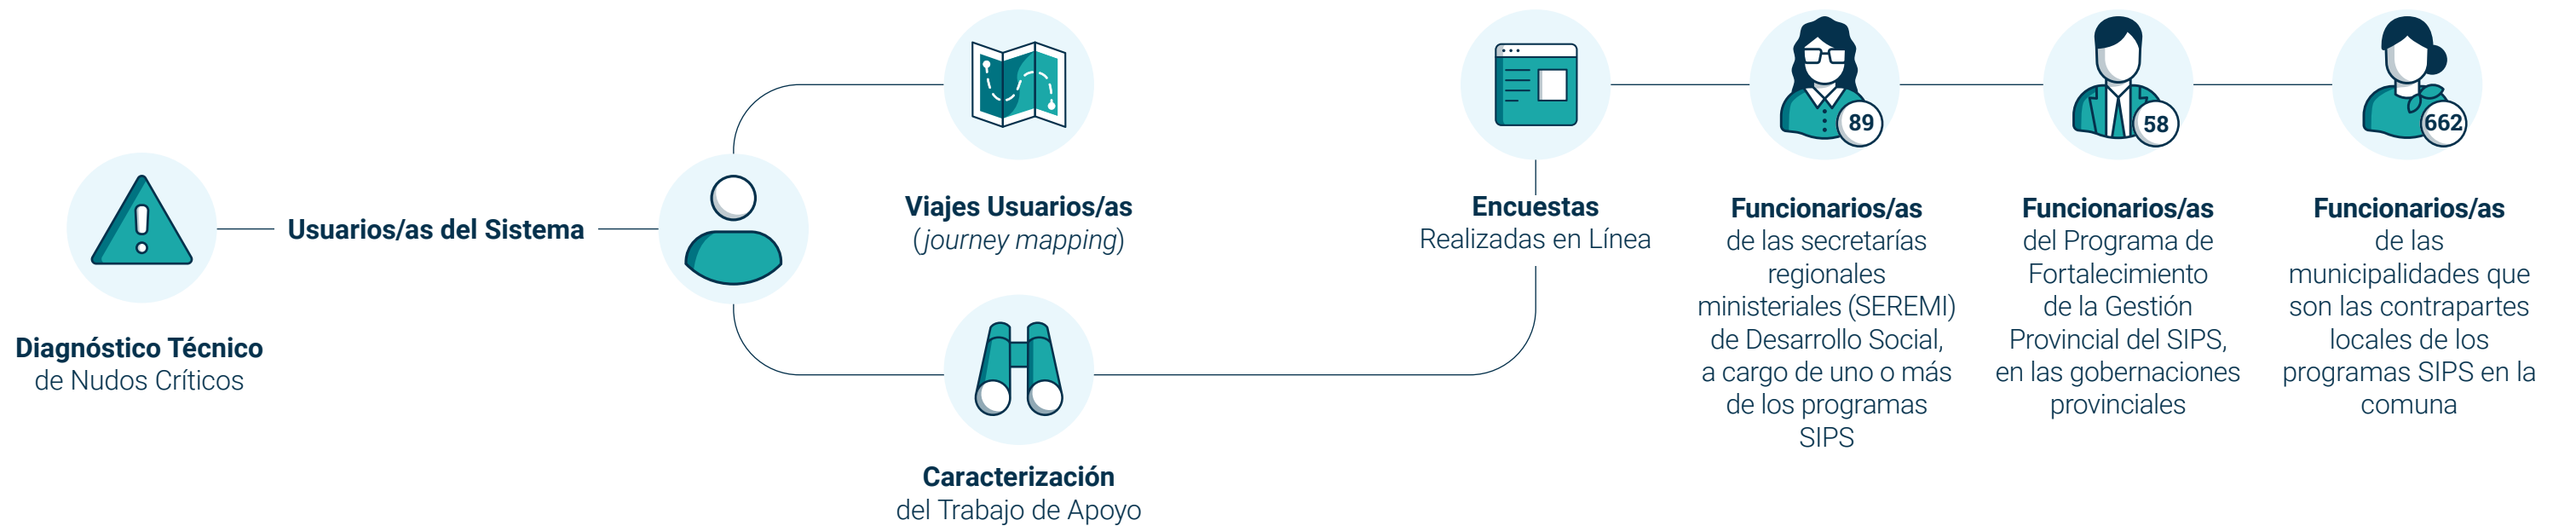 Diagnóstico Técnico
de Nudos Críticos
Usuarios/as del Sistema
Viajes Usuarios/as
(journey mapping)
Caracterización
del Trabajo de Apoyo
Encuestas
Realizadas en Línea
89
Funcionarios/as
de las secretarías
regionales
ministeriales (SEREMI)
de Desarrollo Social,
a cargo de uno o más
de los programas
SIPS
58
Funcionarios/as
del Programa de
Fortalecimiento
de la Gestión
Provincial del SIPS,
en las gobernaciones
provinciales
662
Funcionarios/as
de las
municipalidades que
son las contrapartes
locales de los
programas SIPS en la
comuna